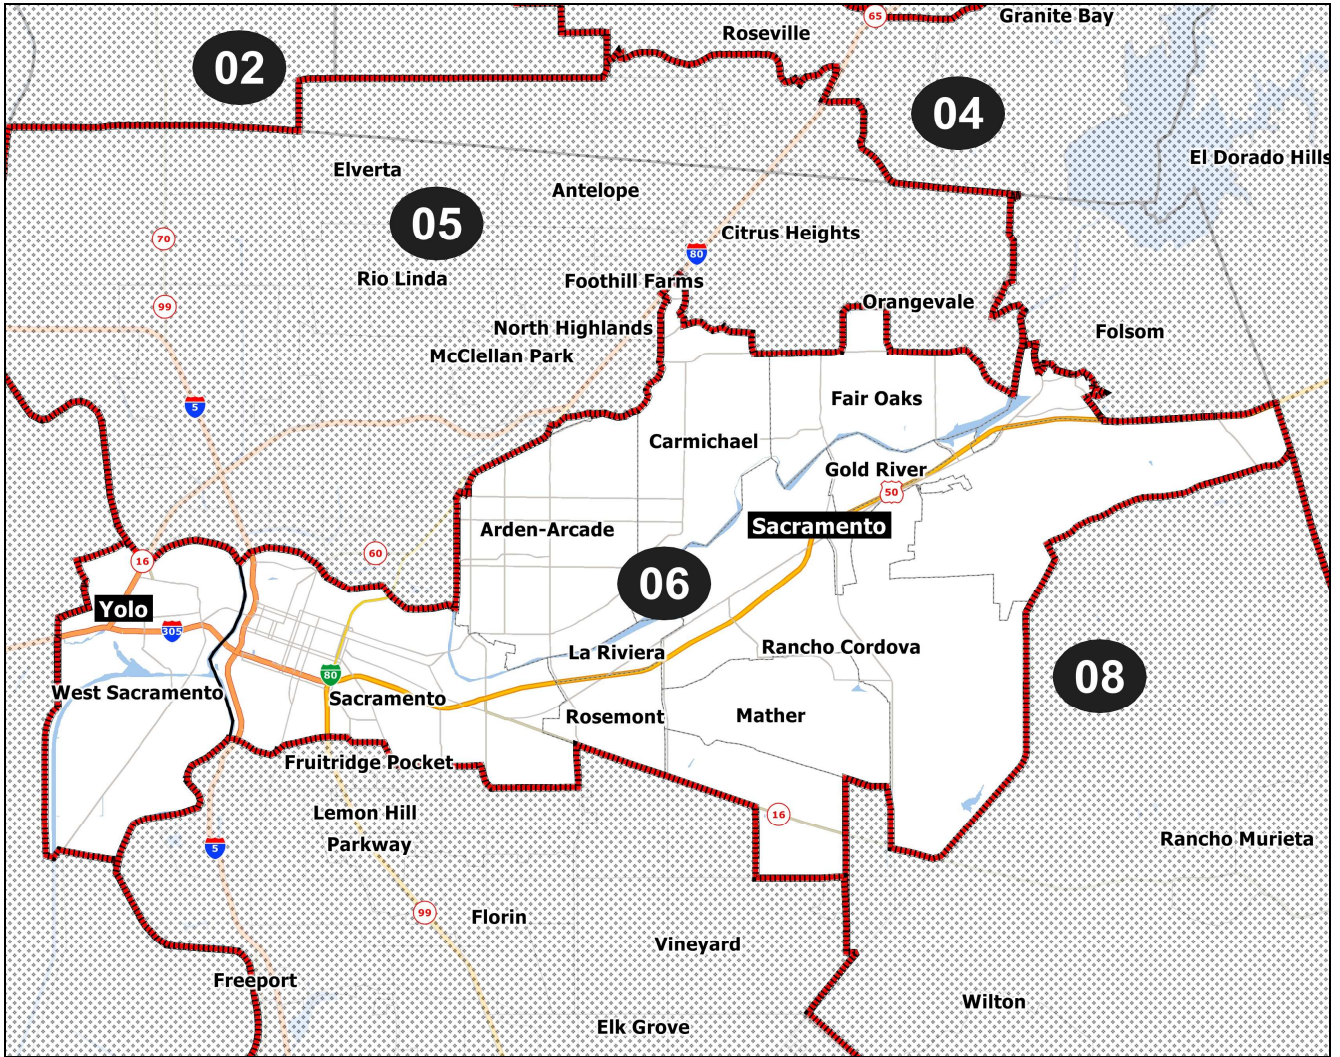 65
Granite Bay
Roseville
02
04
El Dorado Hills
Elverta
Antelope
05
70
Citrus Heights
80
Rio Linda
Foothill Farms
99
Orangevale
North Highlands
Folsom
McClellan Park
5
Fair Oaks
Carmichael
Gold River
50
Arden-Arcade
Sacramento
60
16
06
Yolo
305
La Riviera
Rancho Cordova
08
80
West Sacramento
Sacramento
Rosemont
Mather
Fruitridge Pocket
Lemon Hill
16
Parkway
5
Rancho Murieta
99
Florin
Vineyard
Freeport
Wilton
Elk Grove